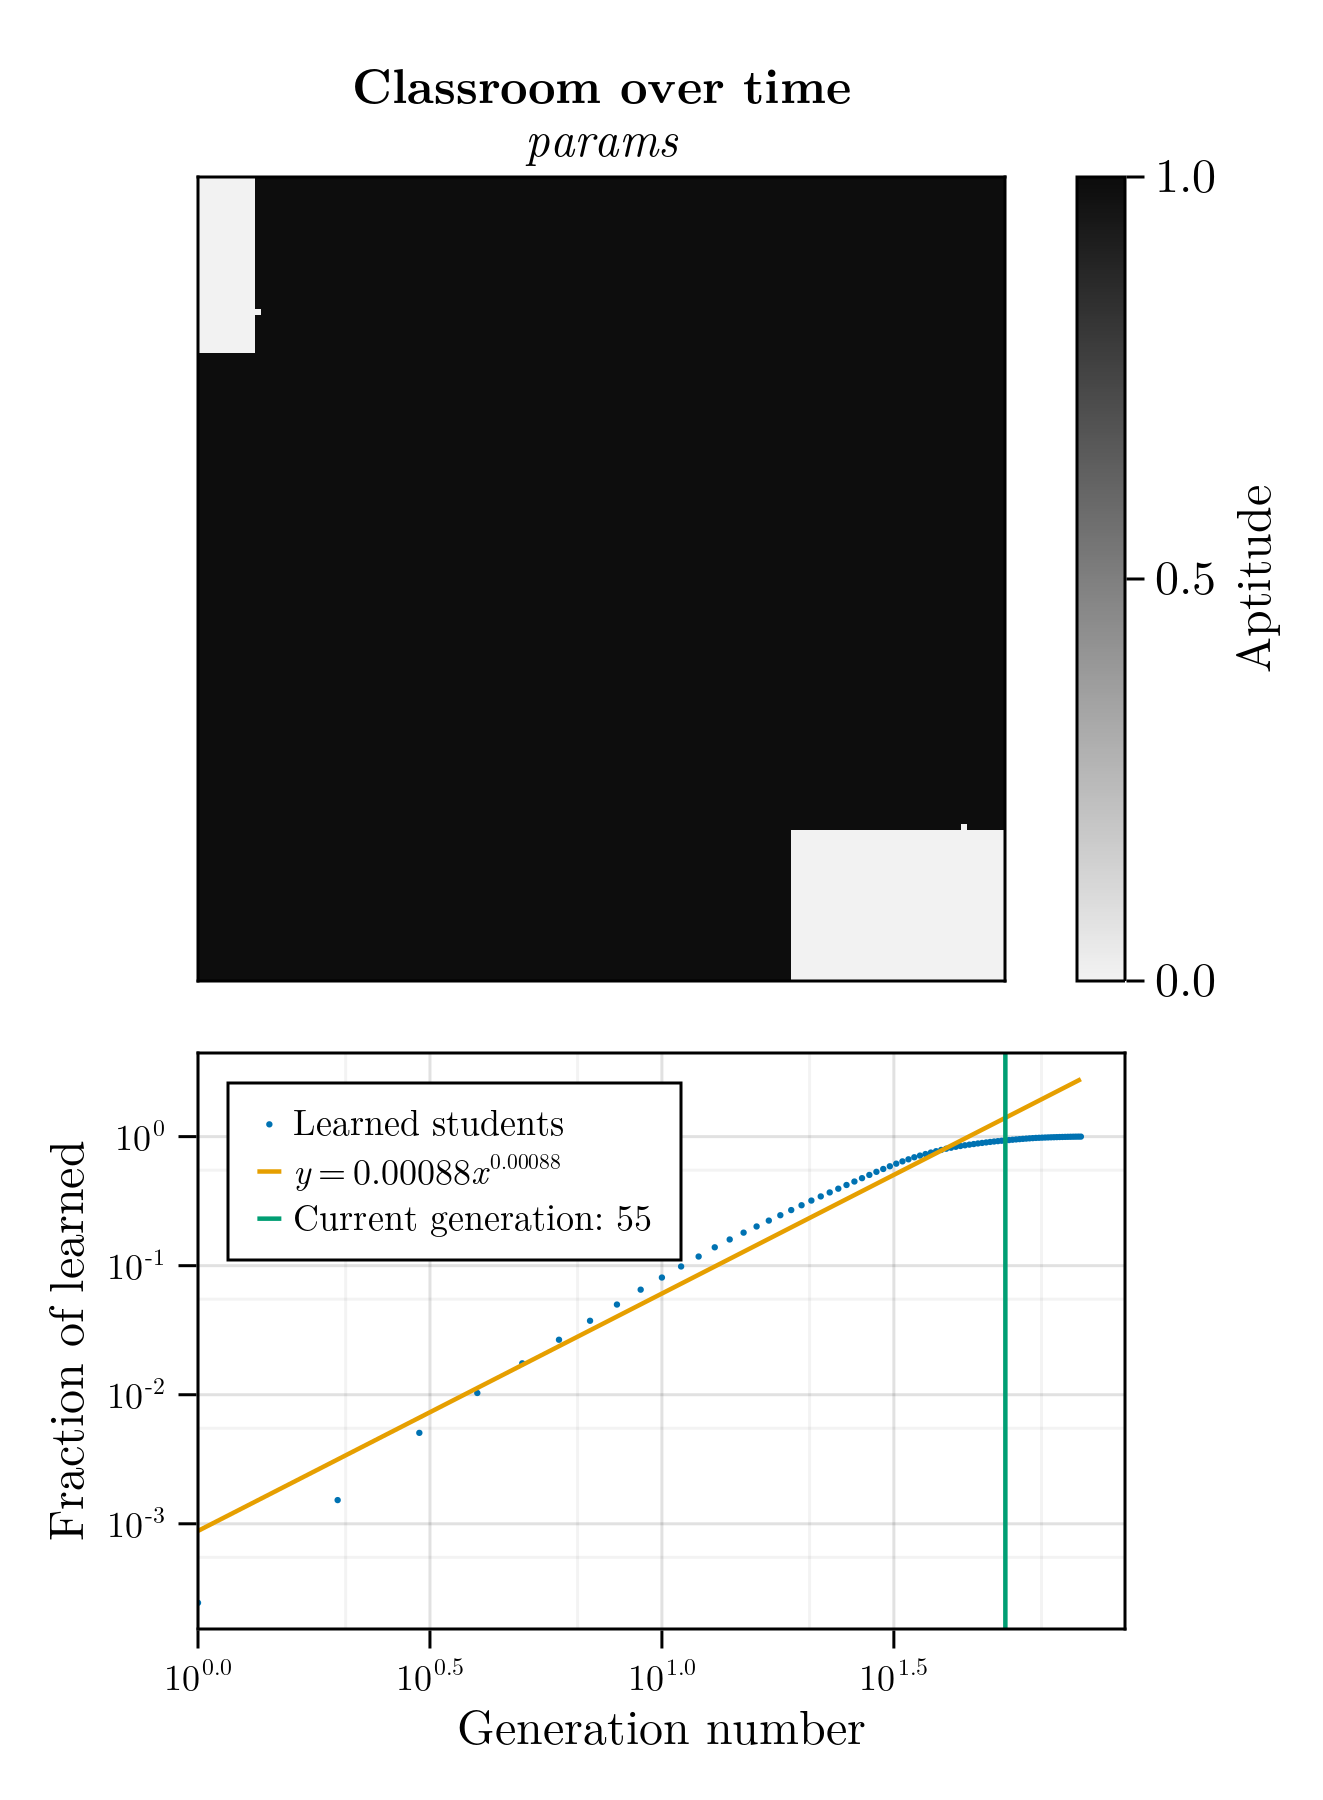 Classroom over time
params
1.0
0.5
0.0
Aptitude
Learned students
y = 0.00088x^0.00088
Current generation: 55
10^0
10^-1
10^-2
10^-3
Fraction of learned
10^0.0 10^0.5 10^1.0 10^1.5
Generation number